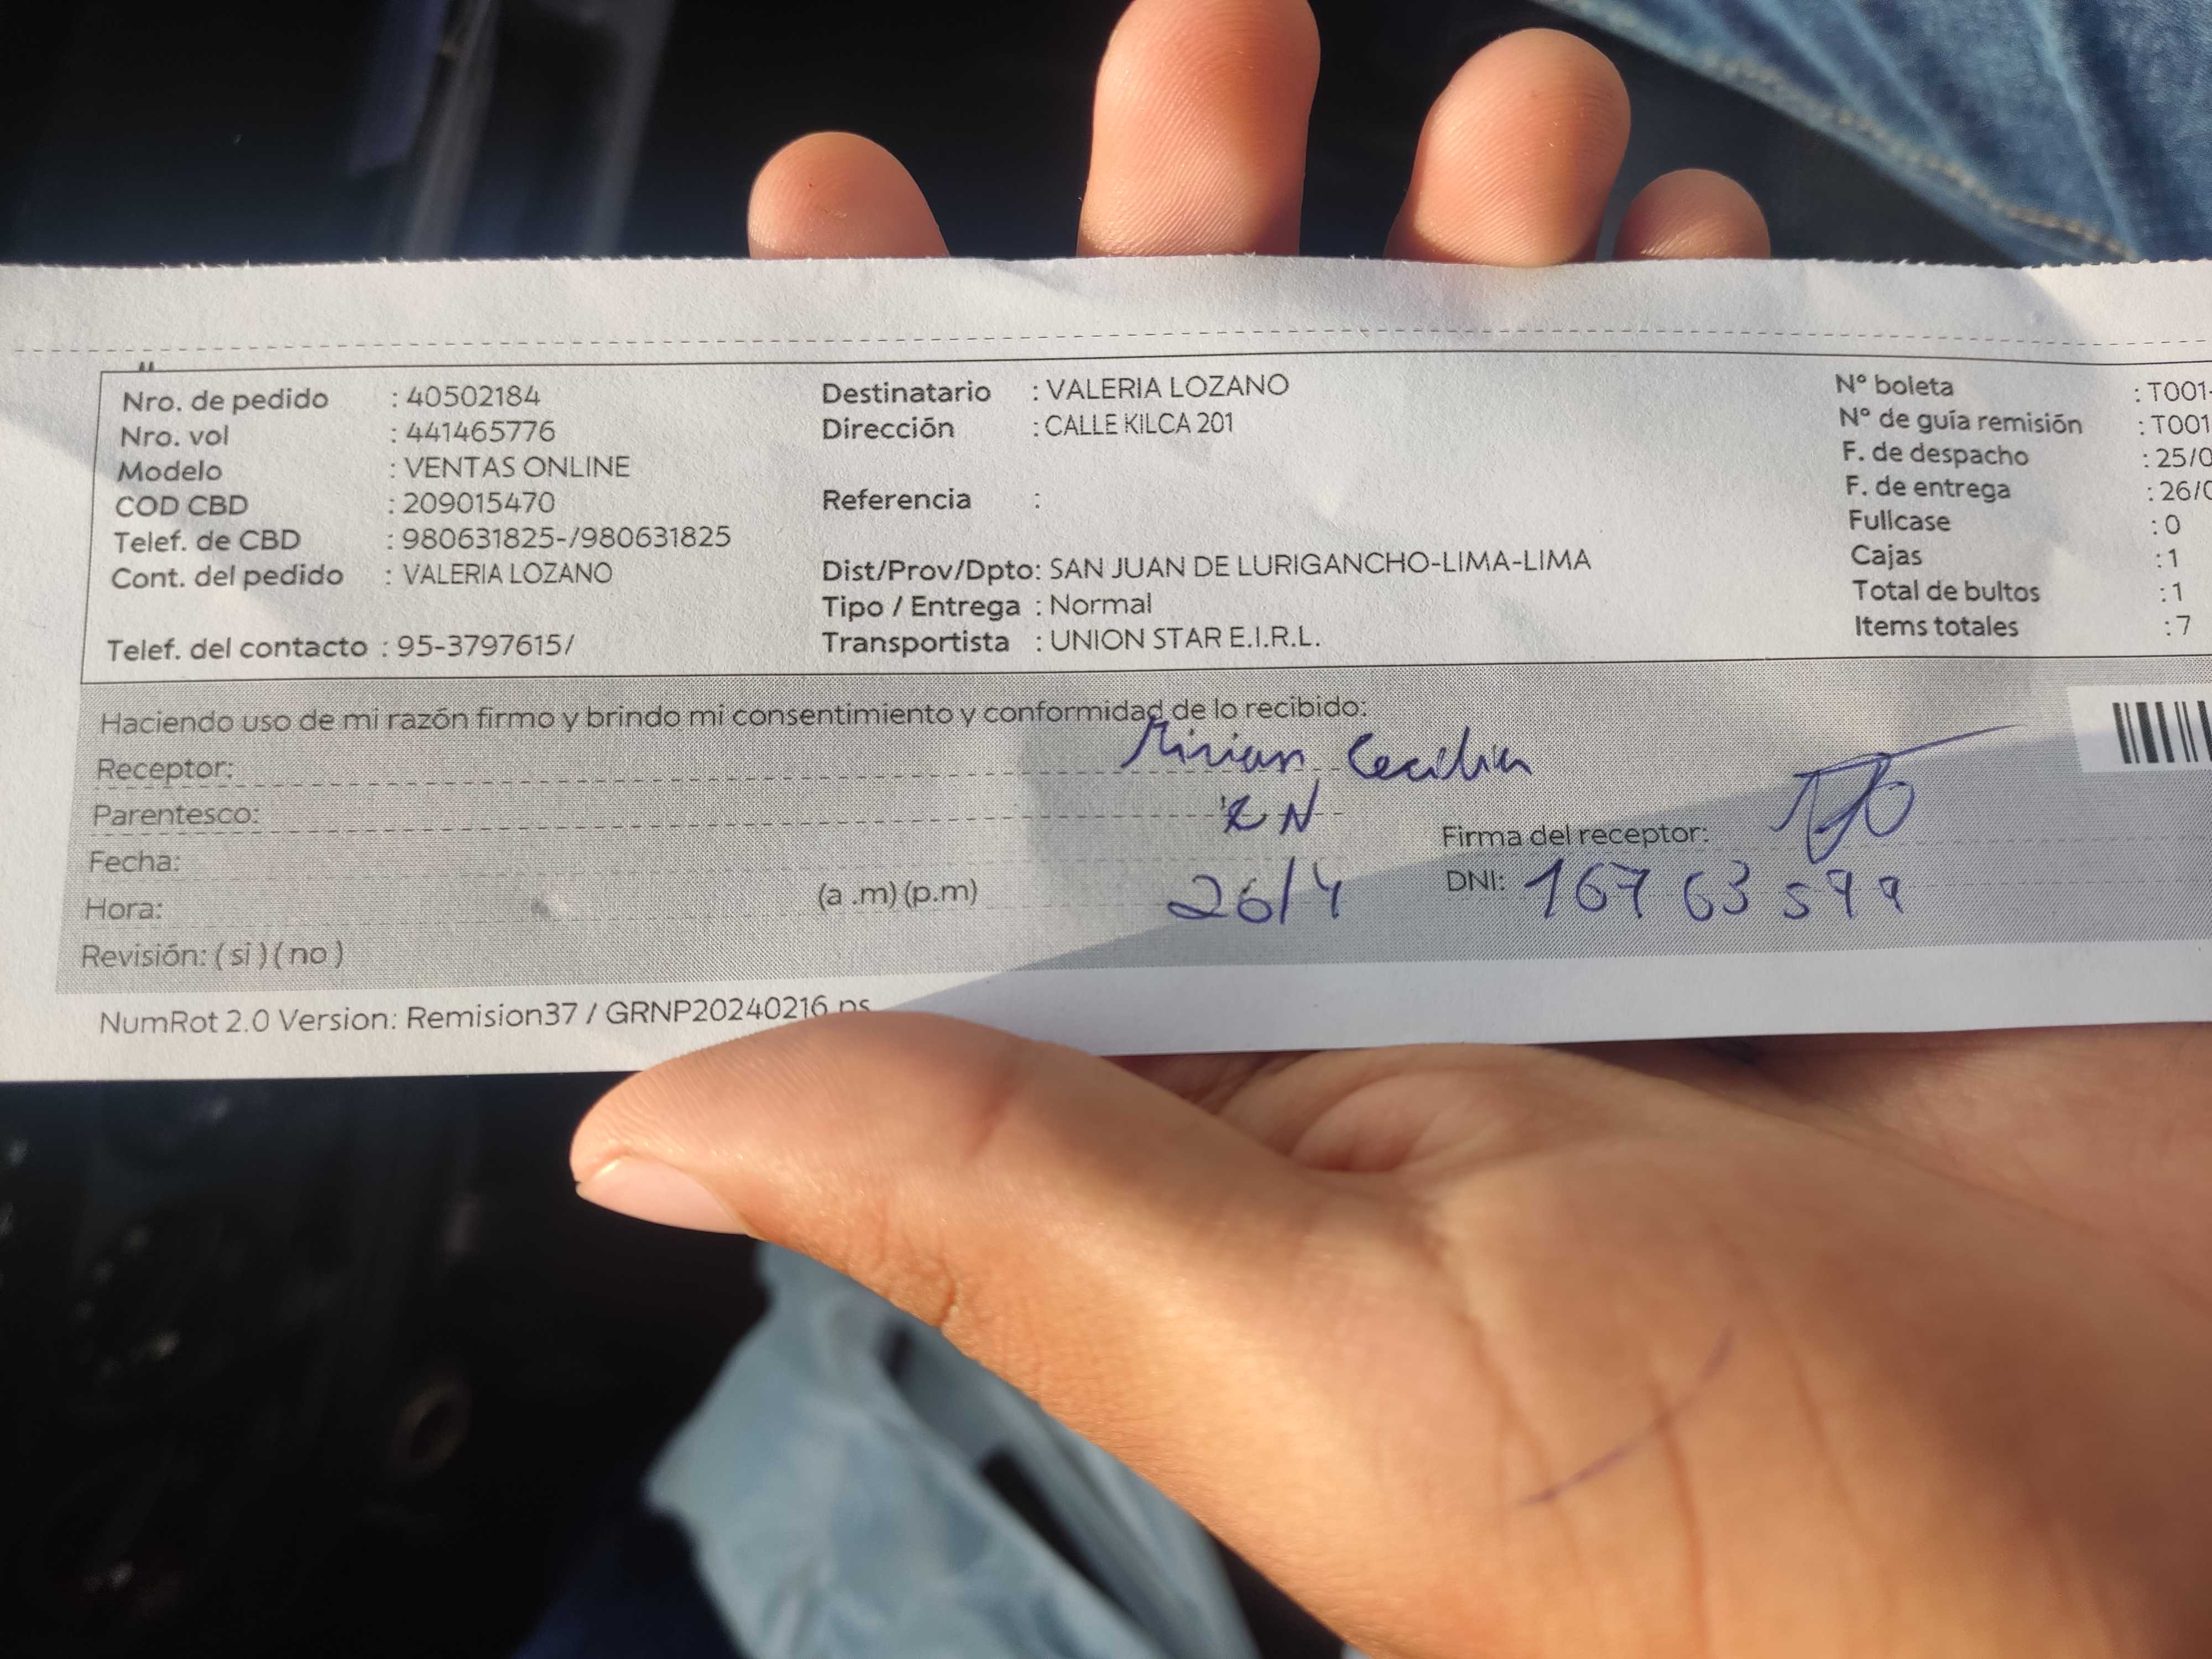 Nro. de pedido : 40502184
Nro. vol : 441465776
Modelo : VENTAS ONLINE
COD CBD : 209015470
Telef. de CBD : 980631825-/980631825
Cont. del pedido : VALERIA LOZANO
Telef. del contacto : 95-3797615/
Destinatario : VALERIA LOZANO
Dirección : CALLE KILCA 201
Referencia :
Dist/Prov/Dpto: SAN JUAN DE LURIGANCHO-LIMA-LIMA
Tipo / Entrega : Normal
Transportista : UNION STAR E.I.R.L.
N° boleta : T001-
N° de guía remisión : T001
F. de despacho : 25/0
F. de entrega : 26/0
Fullcase : 0
Cajas : 1
Total de bultos : 1
Items totales : 7
Haciendo uso de mi razón firmo y brindo mi consentimiento y conformidad de lo recibido:
Receptor: Mirian Cecilia
Parentesco:
Fecha: 26/4
Hora: (a .m) (p.m)
Revisión: ( si ) ( no )
Firma del receptor:
DNI: 167 63 599
NumRot 2.0 Version: Remision37 / GRNP20240216.ps